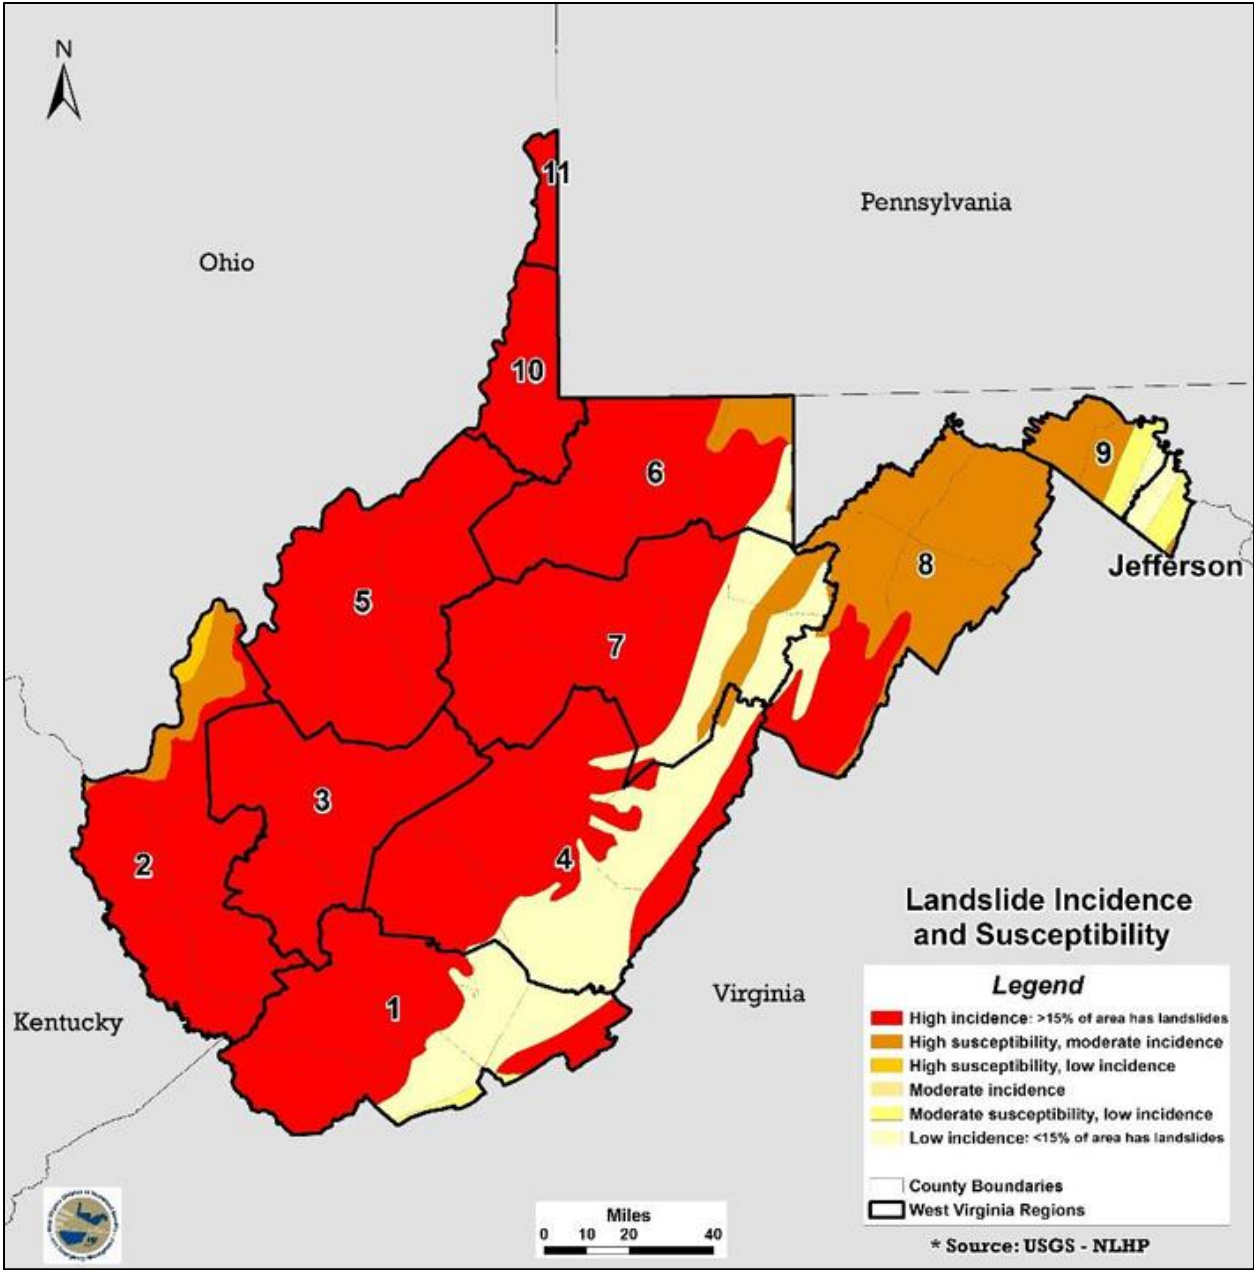 N
11
Pennsylvania
Ohio
10
9
6
8
Jefferson
5
7
3
2
4
Landslide Incidence
and Susceptibility
Legend
Virginia
1
Kentucky
High incidence: >15% of area has landslides
High susceptibility, moderate incidence
High susceptibility, low incidence
Moderate incidence
Moderate susceptibility, low incidence
Low incidence: <15% of area has landslides
County Boundaries
West Virginia Regions
Miles
0 10 20 40
* Source: USGS - NLHP